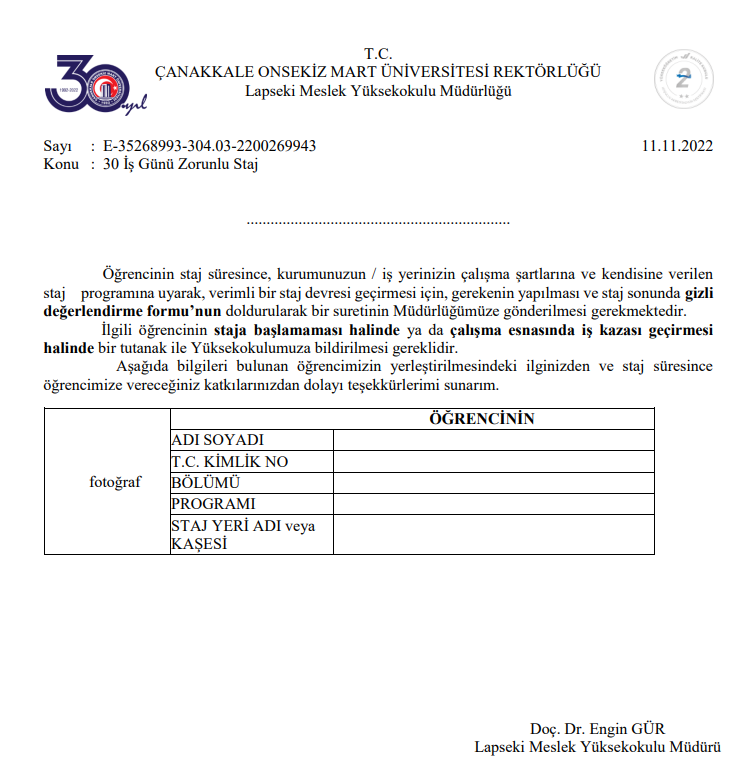 T.C.
ÇANAKKALE ONSEKİZ MART ÜNİVERSİTESİ REKTÖRLÜĞÜ
Lapseki Meslek Yüksekokulu Müdürlüğü
30.yıl
1992-2022
2
Sayı : E-35268993-304.03-2200269943 11.11.2022
Konu : 30 İş Günü Zorunlu Staj
..................................................................
Öğrencinin staj süresince, kurumunuzun / iş yerinizin çalışma şartlarına ve kendisine verilen
staj programına uyarak, verimli bir staj devresi geçirmesi için, gerekenin yapılması ve staj sonunda gizli
değerlendirme formu’nun doldurularak bir suretinin Müdürlüğümüze gönderilmesi gerekmektedir.
İlgili öğrencinin staja başlamaması halinde ya da çalışma esnasında iş kazası geçirmesi
halinde bir tutanak ile Yüksekokulumuza bildirilmesi gereklidir.
Aşağıda bilgileri bulunan öğrencimizin yerleştirilmesindeki ilginizden ve staj süresince
öğrencimize vereceğiniz katkılarınızdan dolayı teşekkürlerimi sunarım.
fotoğraf
ÖĞRENCİNİN
ADI SOYADI
T.C. KİMLİK NO
BÖLÜMÜ
PROGRAMI
STAJ YERİ ADI veya
KAŞESİ
Doç. Dr. Engin GÜR
Lapseki Meslek Yüksekokulu Müdürü